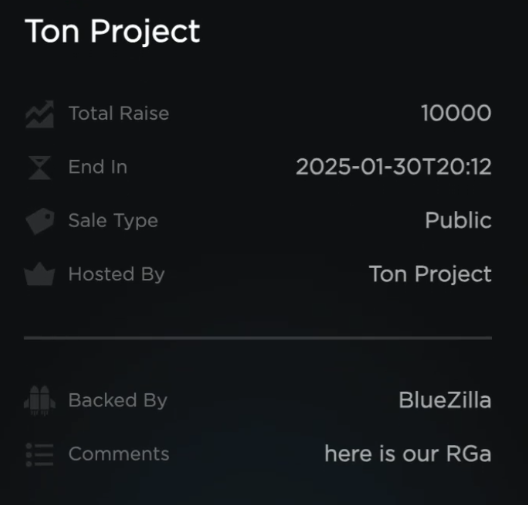 Ton Project
Total Raise 10000
End In 2025-01-30T20:12
Sale Type Public
Hosted By Ton Project
Backed By BlueZilla
Comments here is our RGa